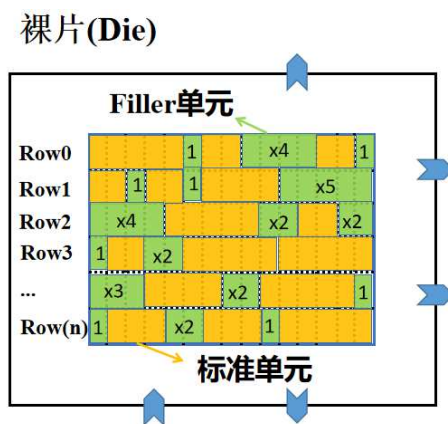 裸片(Die)
Filler单元
Row0 1 x4 1
Row1 1 1 x5
Row2 x4 x2 x2
Row3 1 x2
... x3 x2 1
Row(n) 1 x2 1
标准单元